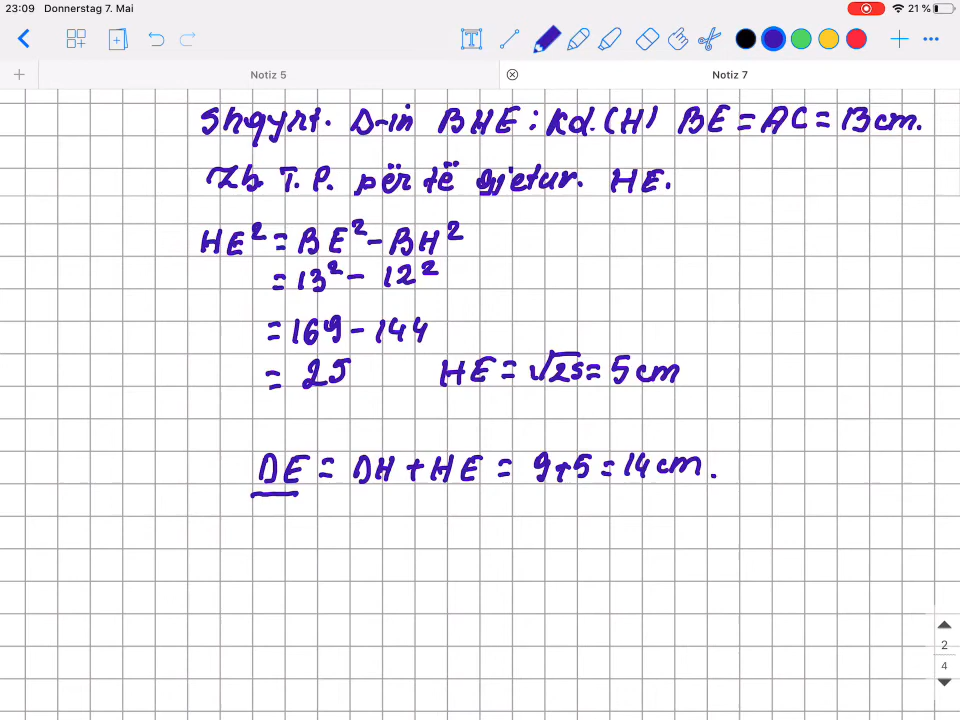 23:09 Donnerstag 7. Mai
21 %
Notiz 5
Notiz 7
Shqyrt. D-in BHE : Kd. (H) BE = AC = 13 cm.
Zb. T. P. për të gjetur. HE.
HE² = BE² - BH²
= 13² - 12²
= 169 - 144
= 25 HE = √25 = 5 cm
DE = DH + HE = 9+5 = 14 cm.
2
4